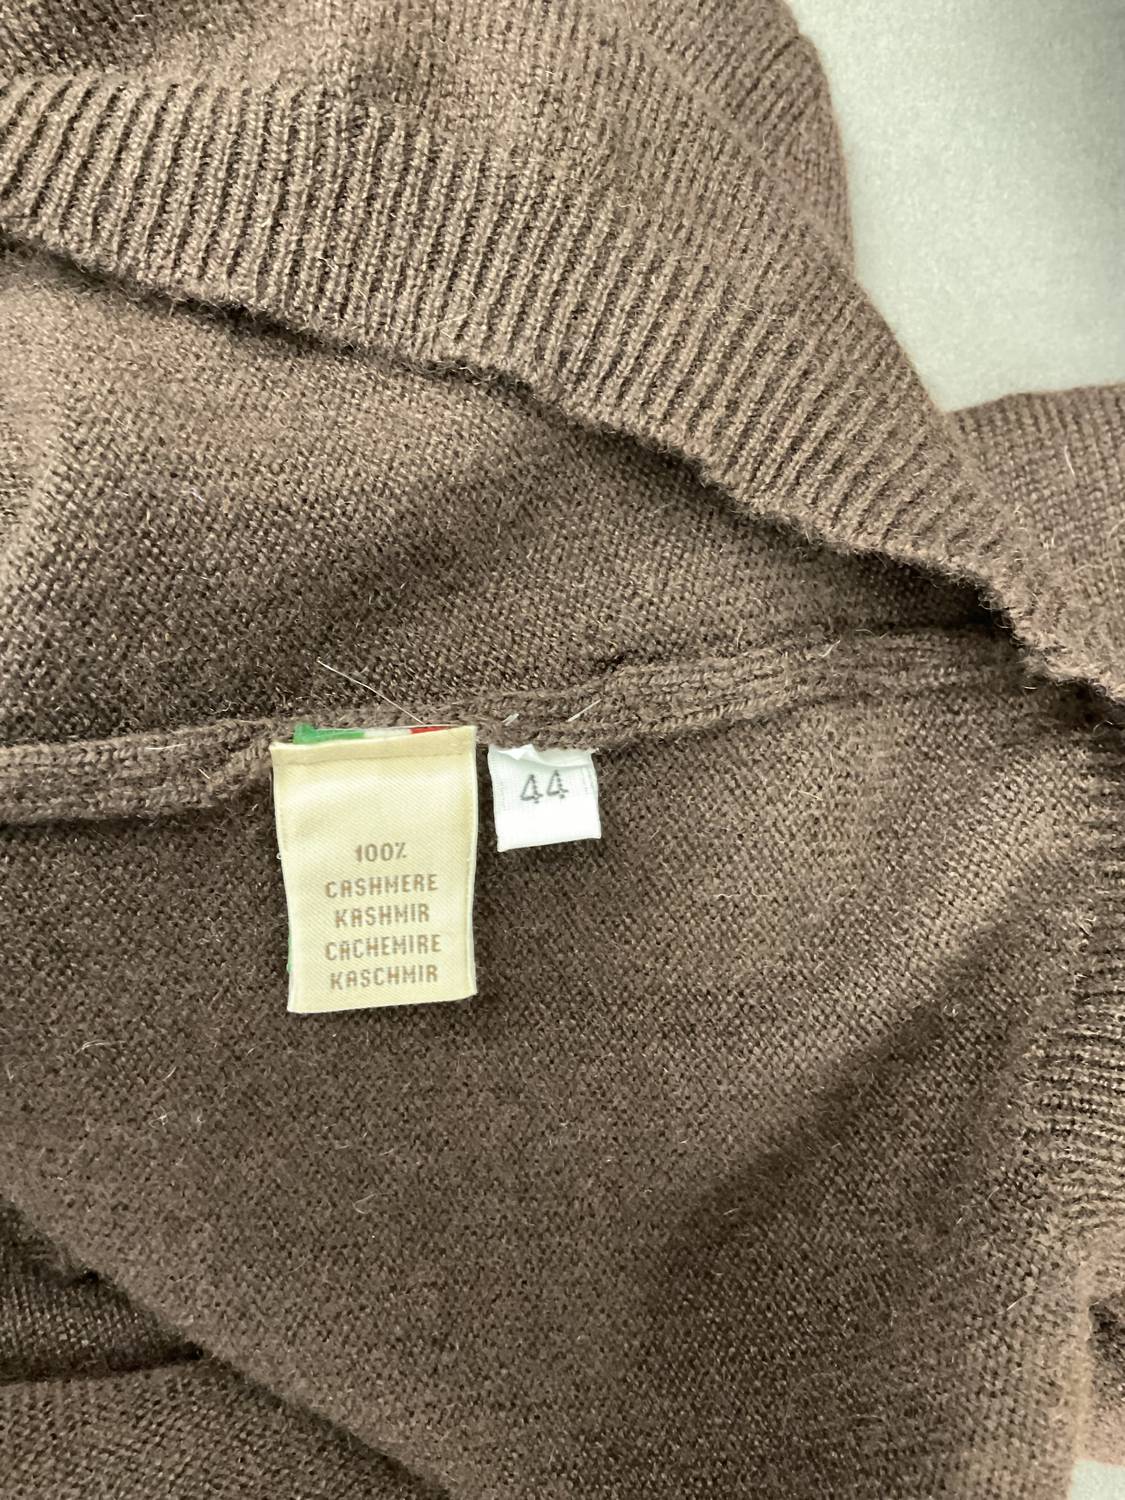 100%
CASHMERE
KASHMIR
CACHEMIRE
KASCHMIR
44